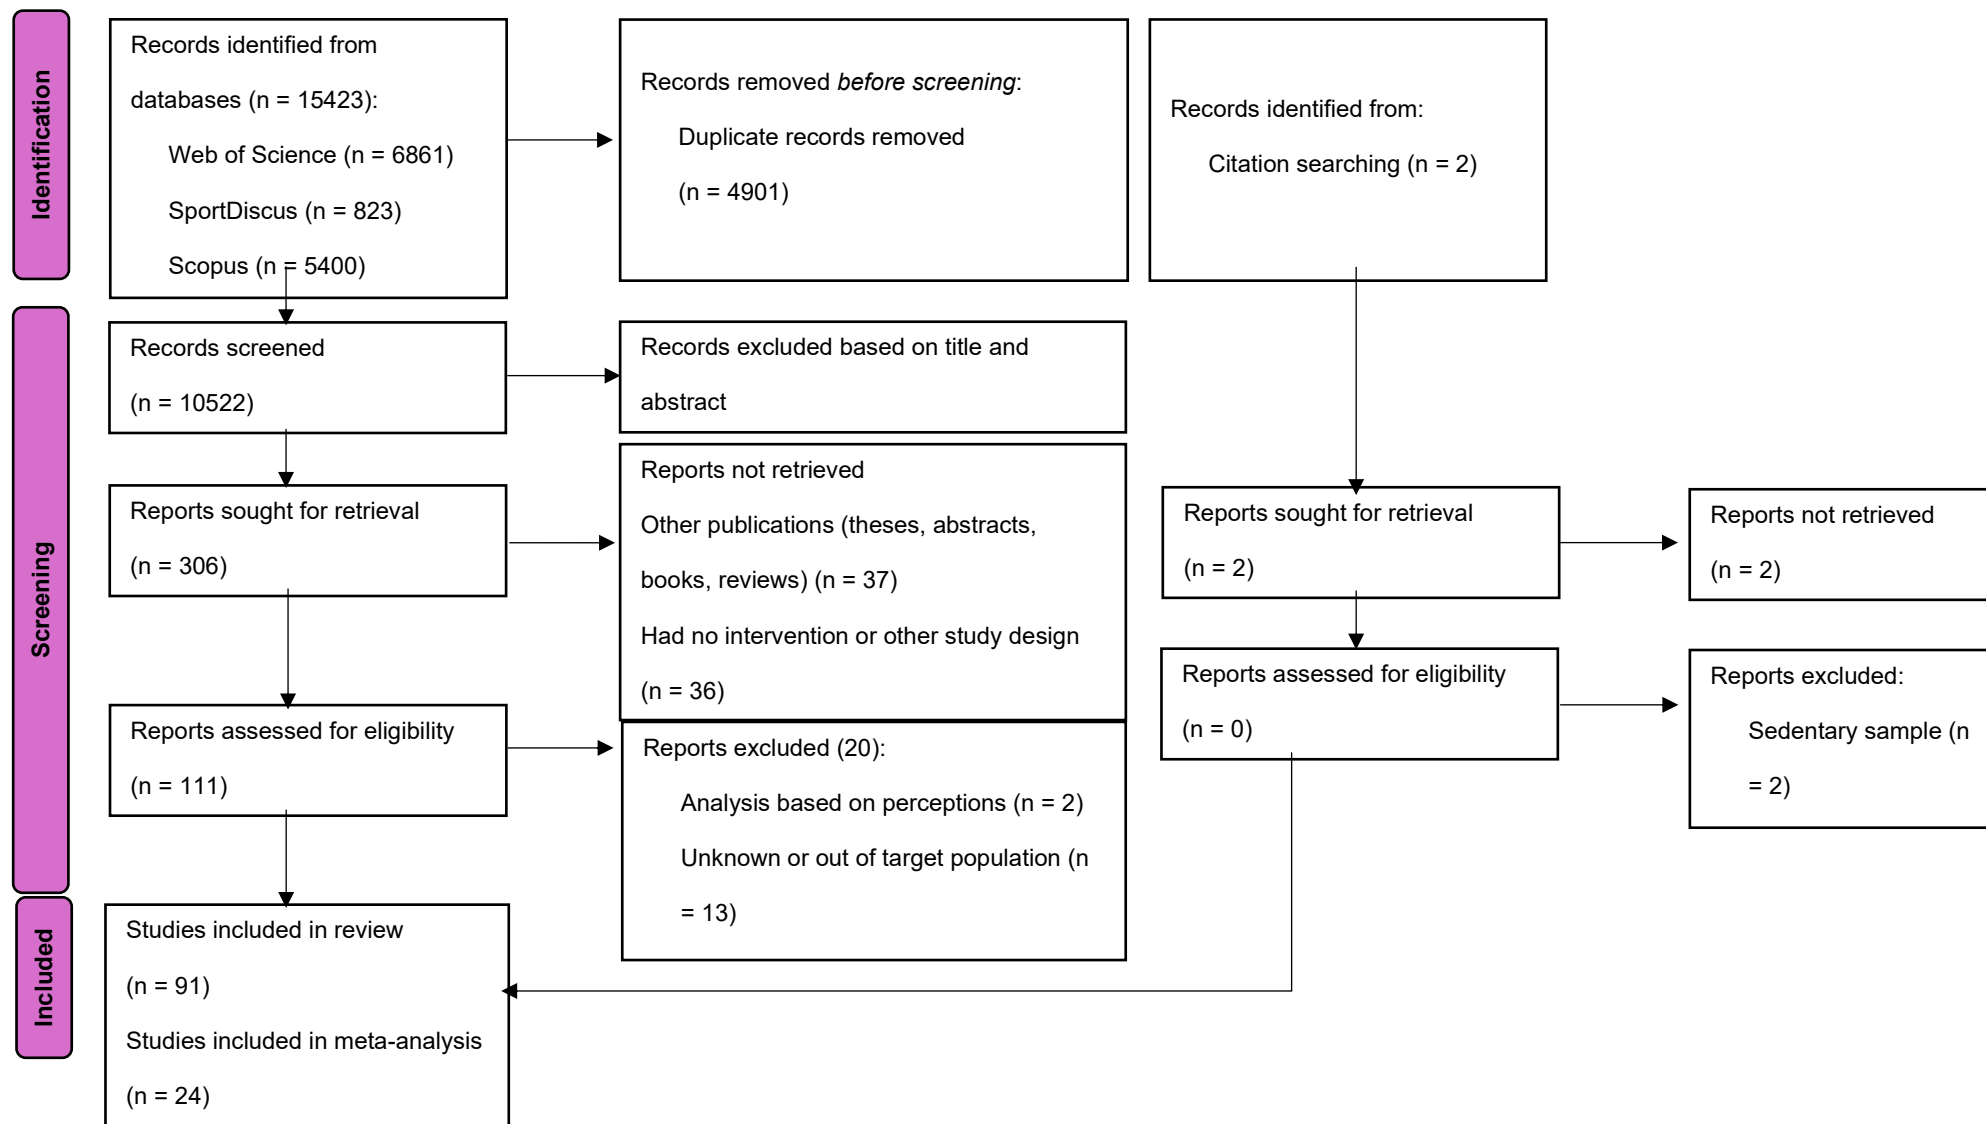 Identification
Records identified from
databases (n = 15423):
Web of Science (n = 6861)
SportDiscus (n = 823)
Scopus (n = 5400)
Records removed before screening:
Duplicate records removed
(n = 4901)
Records identified from:
Citation searching (n = 2)
Screening
Records screened
(n = 10522)
Records excluded based on title and
abstract
Reports sought for retrieval
(n = 306)
Reports not retrieved
Other publications (theses, abstracts,
books, reviews) (n = 37)
Had no intervention or other study design
(n = 36)
Reports sought for retrieval
(n = 2)
Reports not retrieved
(n = 2)
Reports assessed for eligibility
(n = 111)
Reports excluded (20):
Analysis based on perceptions (n = 2)
Unknown or out of target population (n
= 13)
Reports assessed for eligibility
(n = 0)
Reports excluded:
Sedentary sample (n
= 2)
Included
Studies included in review
(n = 91)
Studies included in meta-analysis
(n = 24)